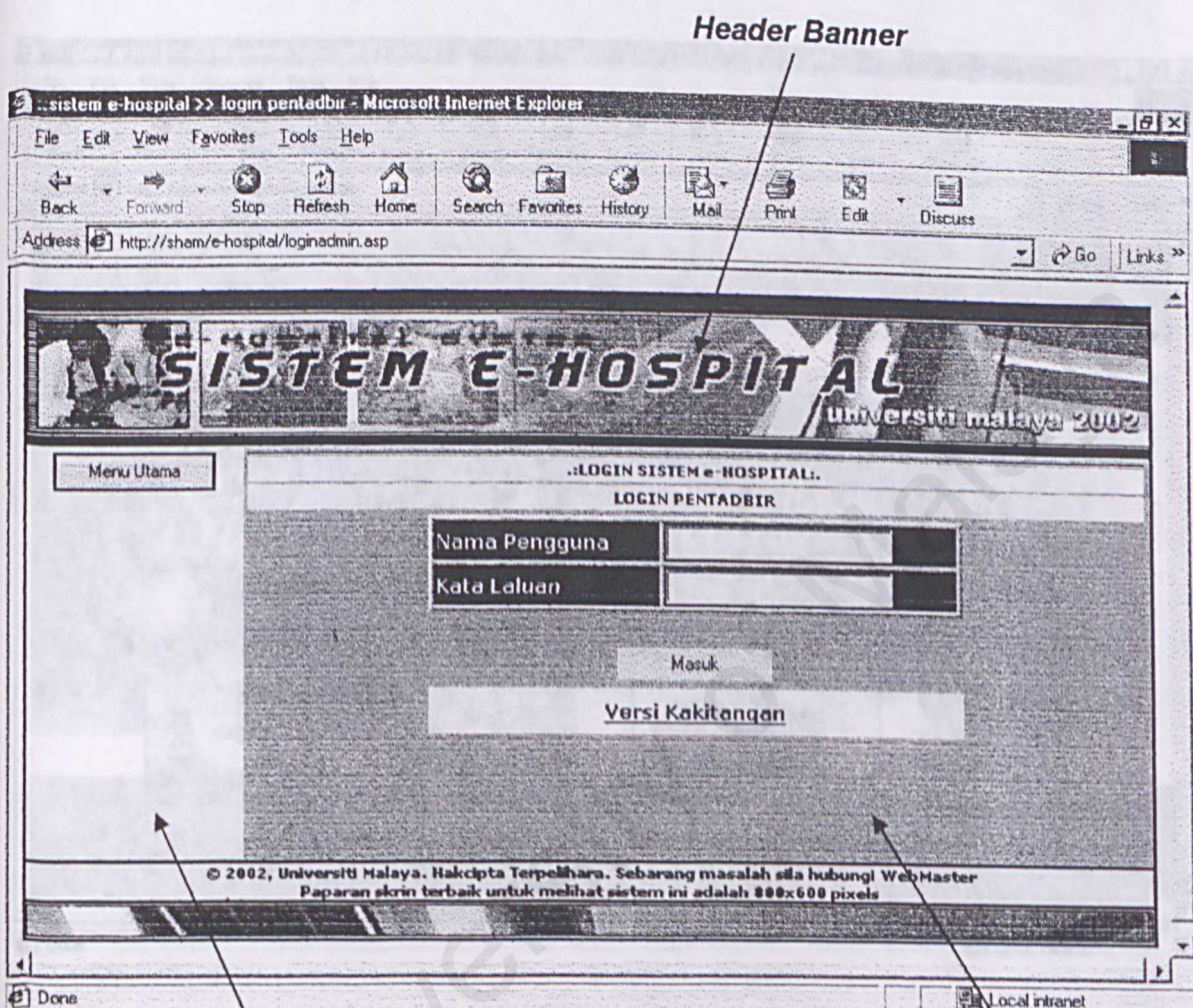 Header Banner
..:sistem e-hospital >> login pentadbir - Microsoft Internet Explorer
File Edit View Favorites Tools Help
Back Forward Stop Refresh Home Search Favorites History Mail Print Edit Discuss
Address http://sham/e-hospital/loginadmin.asp Go Links »
SISTEM E-HOSPITAL
universiti malaya 2002
Menu Utama
.:LOGIN SISTEM e-HOSPITAL:.
LOGIN PENTADBIR
Nama Pengguna
Kata Laluan
Masuk
Versi Kakitangan
© 2002, Universiti Malaya. Hakcipta Terpelihara. Sebarang masalah sila hubungi WebMaster
Paparan skrin terbaik untuk melihat sistem ini adalah 800x600 pixels
Done Local intranet